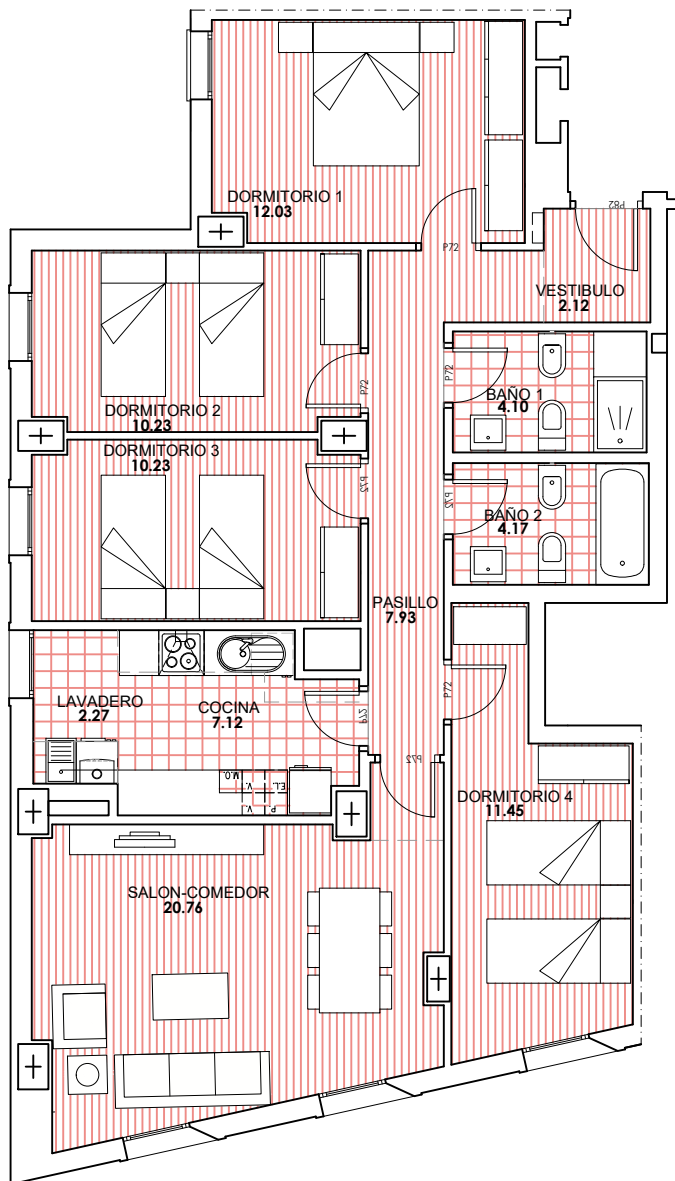 DORMITORIO 1
12.03
P82
P72
VESTIBULO
2.12
DORMITORIO 2
10.23
P72
P72
BAÑO 1
4.10
DORMITORIO 3
10.23
P72
P72
BAÑO 2
4.17
PASILLO
7.93
LAVADERO
2.27
COCINA
7.12
P72
P72
P72
M.O.
V.
E.L.
V.
P.
DORMITORIO 4
11.45
SALON-COMEDOR
20.76